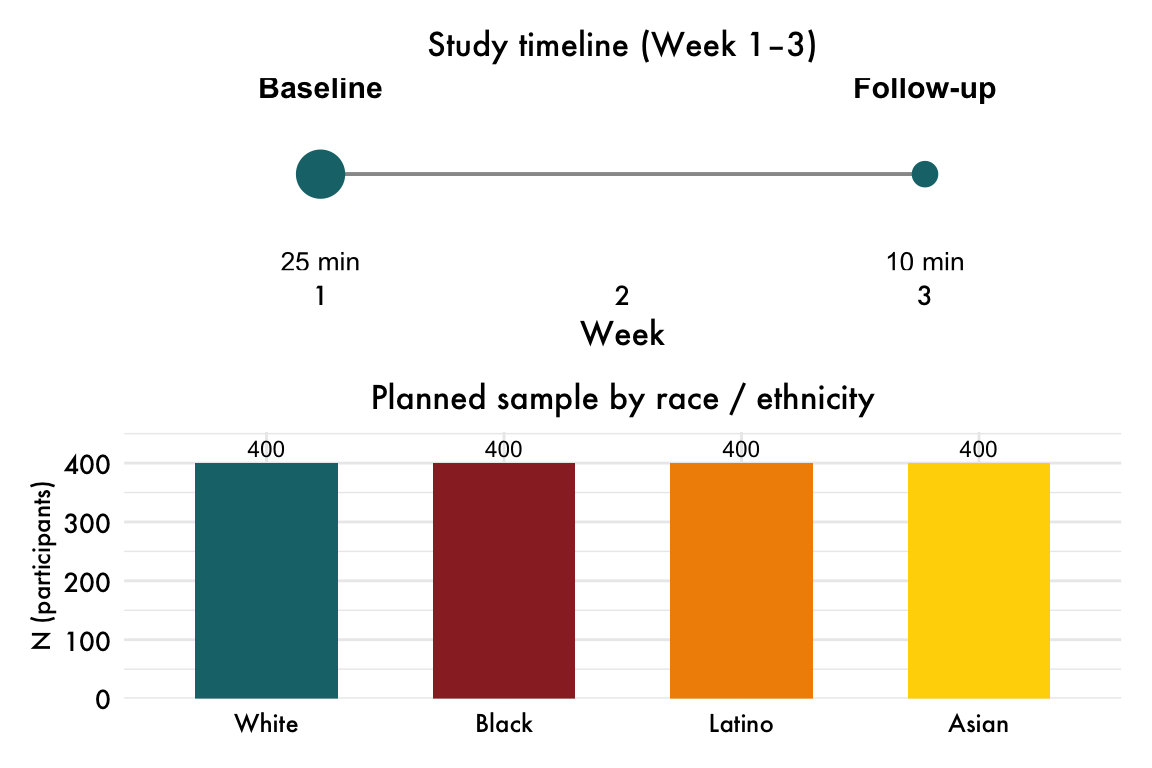 Study timeline (Week 1–3)
Baseline Follow-up
25 min 10 min
1 2 3
Week
Planned sample by race / ethnicity
400 400 400 400
400
300
200
100
0
N (participants)
White Black Latino Asian